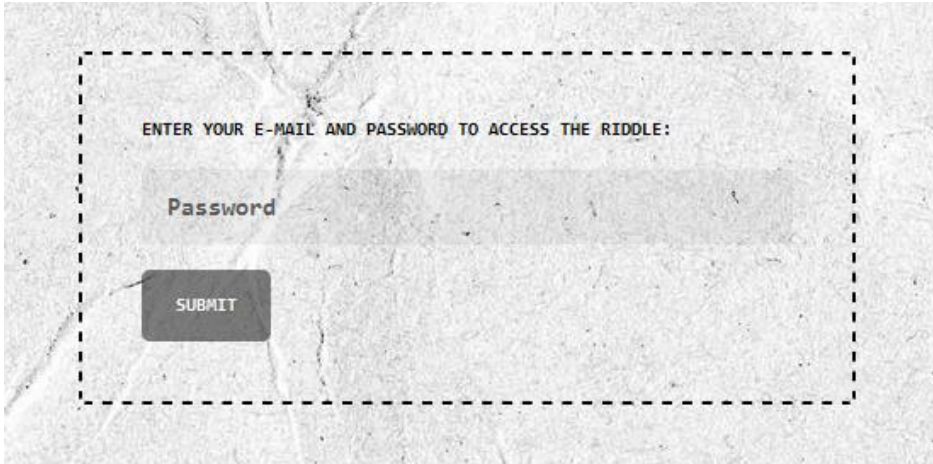 ENTER YOUR E-MAIL AND PASSWORD TO ACCESS THE RIDDLE:
Password
SUBMIT